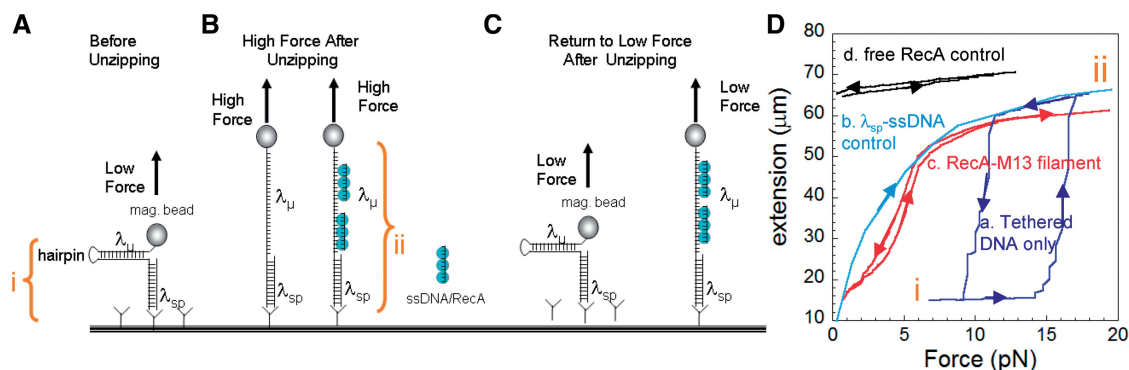 A
Before
Unzipping
Low
Force
mag. bead
λμ
hairpin
i
λsp
B
High Force After
Unzipping
High
Force
High
Force
λμ
λμ
ii
λsp
λsp
ssDNA/RecA
C
Return to Low Force
After Unzipping
Low
Force
Low
Force
λμ
λμ
λsp
λsp
D
80
70
60
50
40
30
20
10
extension (μm)
d. free RecA control
ii
b. λsp-ssDNA
control
c. RecA-M13 filament
a. Tethered
DNA only
i
0
5
10
15
20
Force (pN)